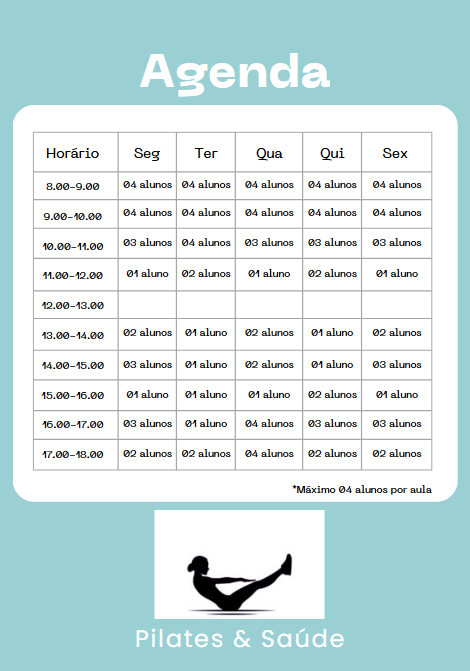 Agenda
Horário Seg Ter Qua Qui Sex
8.00-9.00 04 alunos 04 alunos 04 alunos 04 alunos 04 alunos
9.00-10.00 04 alunos 04 alunos 04 alunos 04 alunos 04 alunos
10.00-11.00 03 alunos 04 alunos 03 alunos 03 alunos 03 alunos
11.00-12.00 01 aluno 02 alunos 01 aluno 02 alunos 01 aluno
12.00-13.00
13.00-14.00 02 alunos 01 aluno 02 alunos 01 aluno 02 alunos
14.00-15.00 03 alunos 01 aluno 02 alunos 01 aluno 03 alunos
15.00-16.00 01 aluno 01 aluno 01 aluno 02 alunos 01 aluno
16.00-17.00 03 alunos 01 aluno 04 alunos 03 alunos 03 alunos
17.00-18.00 02 alunos 02 alunos 04 alunos 02 alunos 02 alunos
*Máximo 04 alunos por aula
Pilates & Saúde